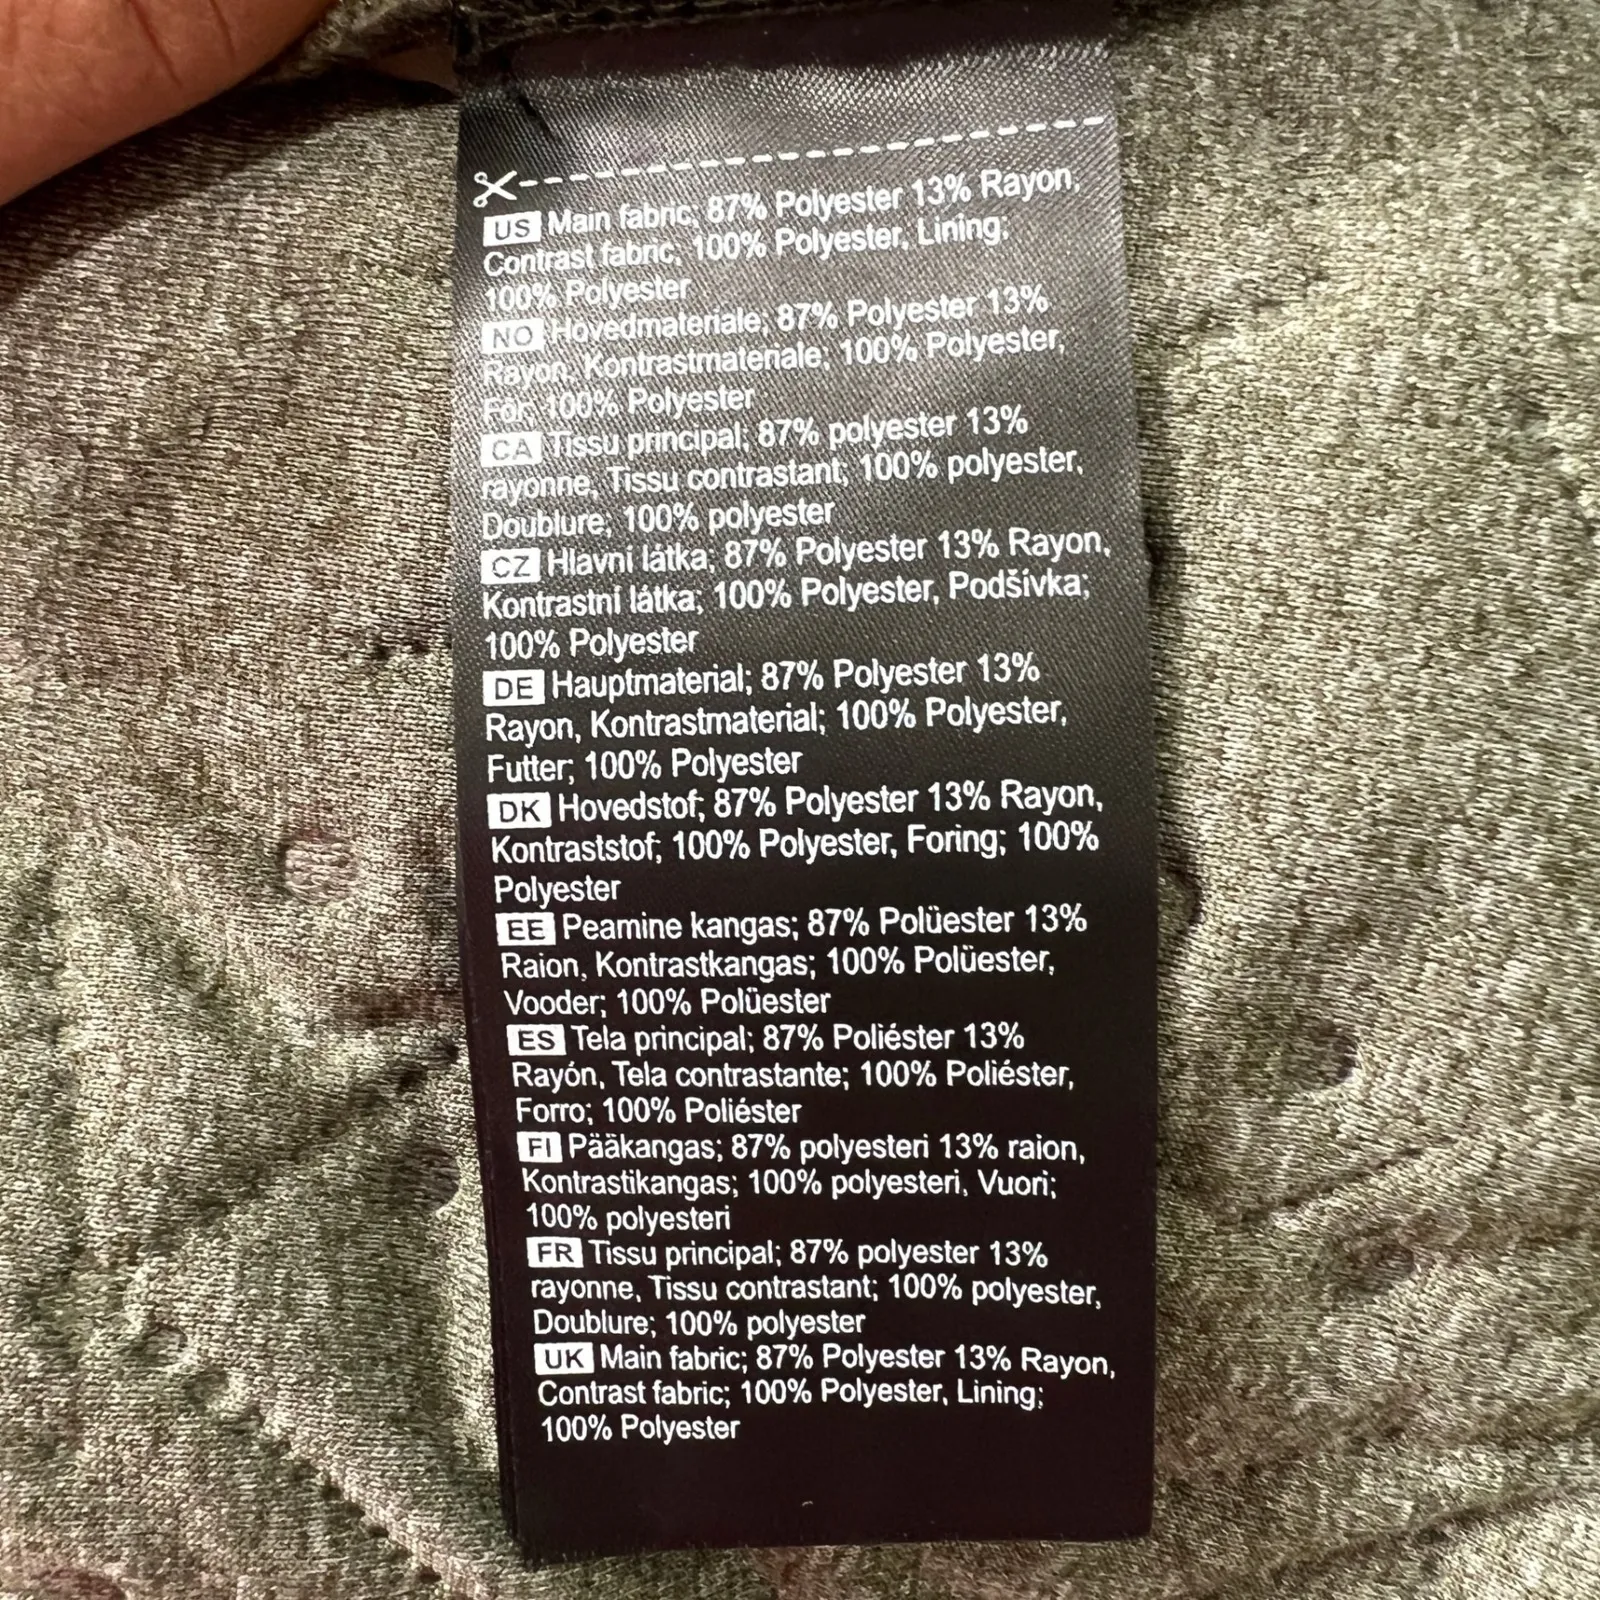 US Main fabric; 87% Polyester 13% Rayon,
Contrast fabric, 100% Polyester, Lining;
100% Polyester
NO Hovedmateriale; 87% Polyester 13%
Rayon, Kontrastmateriale; 100% Polyester,
For; 100% Polyester
CA Tissu principal; 87% polyester 13%
rayonne, Tissu contrastant; 100% polyester,
Doublure; 100% polyester
CZ Hlavní látka; 87% Polyester 13% Rayon,
Kontrastní látka; 100% Polyester, Podšívka;
100% Polyester
DE Hauptmaterial; 87% Polyester 13%
Rayon, Kontrastmaterial; 100% Polyester,
Futter; 100% Polyester
DK Hovedstof; 87% Polyester 13% Rayon,
Kontraststof; 100% Polyester, Foring; 100%
Polyester
EE Peamine kangas; 87% Polüester 13%
Raion, Kontrastkangas; 100% Polüester,
Vooder; 100% Polüester
ES Tela principal; 87% Poliéster 13%
Rayón, Tela contrastante; 100% Poliéster,
Forro; 100% Poliéster
FI Pääkangas; 87% polyesteri 13% raion,
Kontrastikangas; 100% polyesteri, Vuori;
100% polyesteri
FR Tissu principal; 87% polyester 13%
rayonne, Tissu contrastant; 100% polyester,
Doublure; 100% polyester
UK Main fabric; 87% Polyester 13% Rayon,
Contrast fabric; 100% Polyester, Lining;
100% Polyester